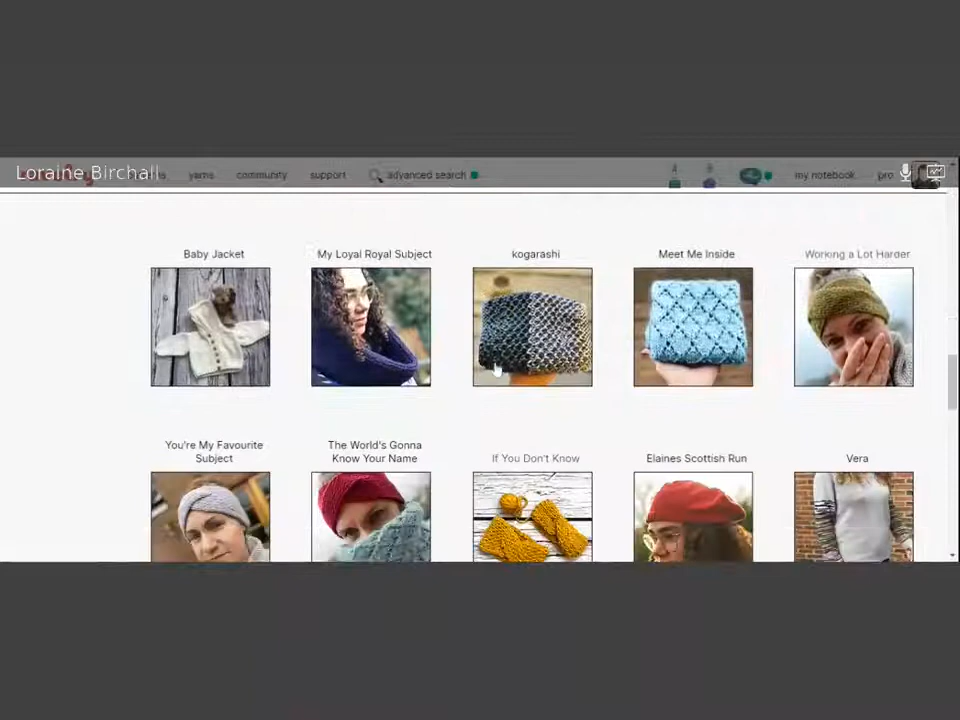 Loraine Birchall
yarns community support advanced search my notebook
Baby Jacket My Loyal Royal Subject kogarashi Meet Me Inside Working a Lot Harder
You're My Favourite Subject The World's Gonna Know Your Name If You Don't Know Elaines Scottish Run Vera